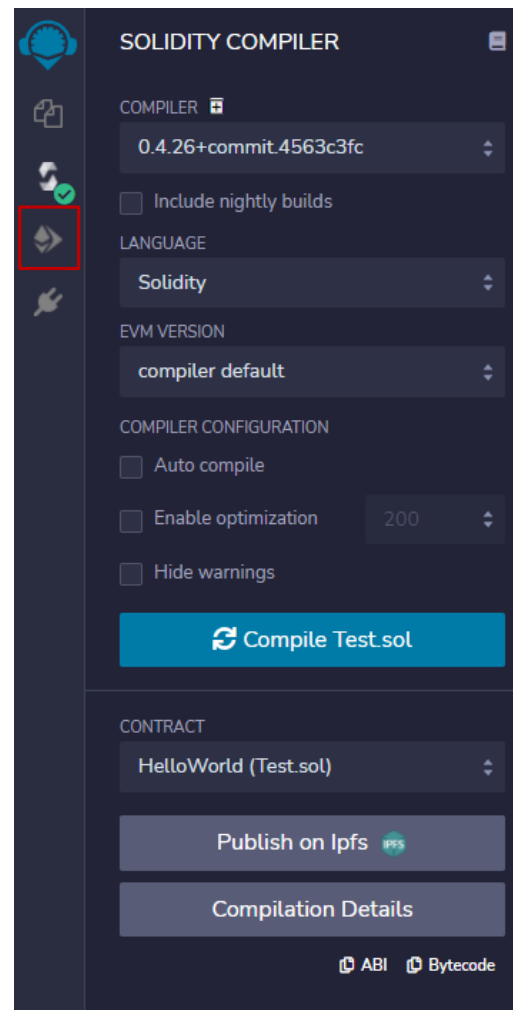 SOLIDITY COMPILER
COMPILER
0.4.26+commit.4563c3fc
Include nightly builds
LANGUAGE
Solidity
EVM VERSION
compiler default
COMPILER CONFIGURATION
Auto compile
Enable optimization 200
Hide warnings
Compile Test.sol
CONTRACT
HelloWorld (Test.sol)
Publish on Ipfs IPFS
Compilation Details
ABI Bytecode